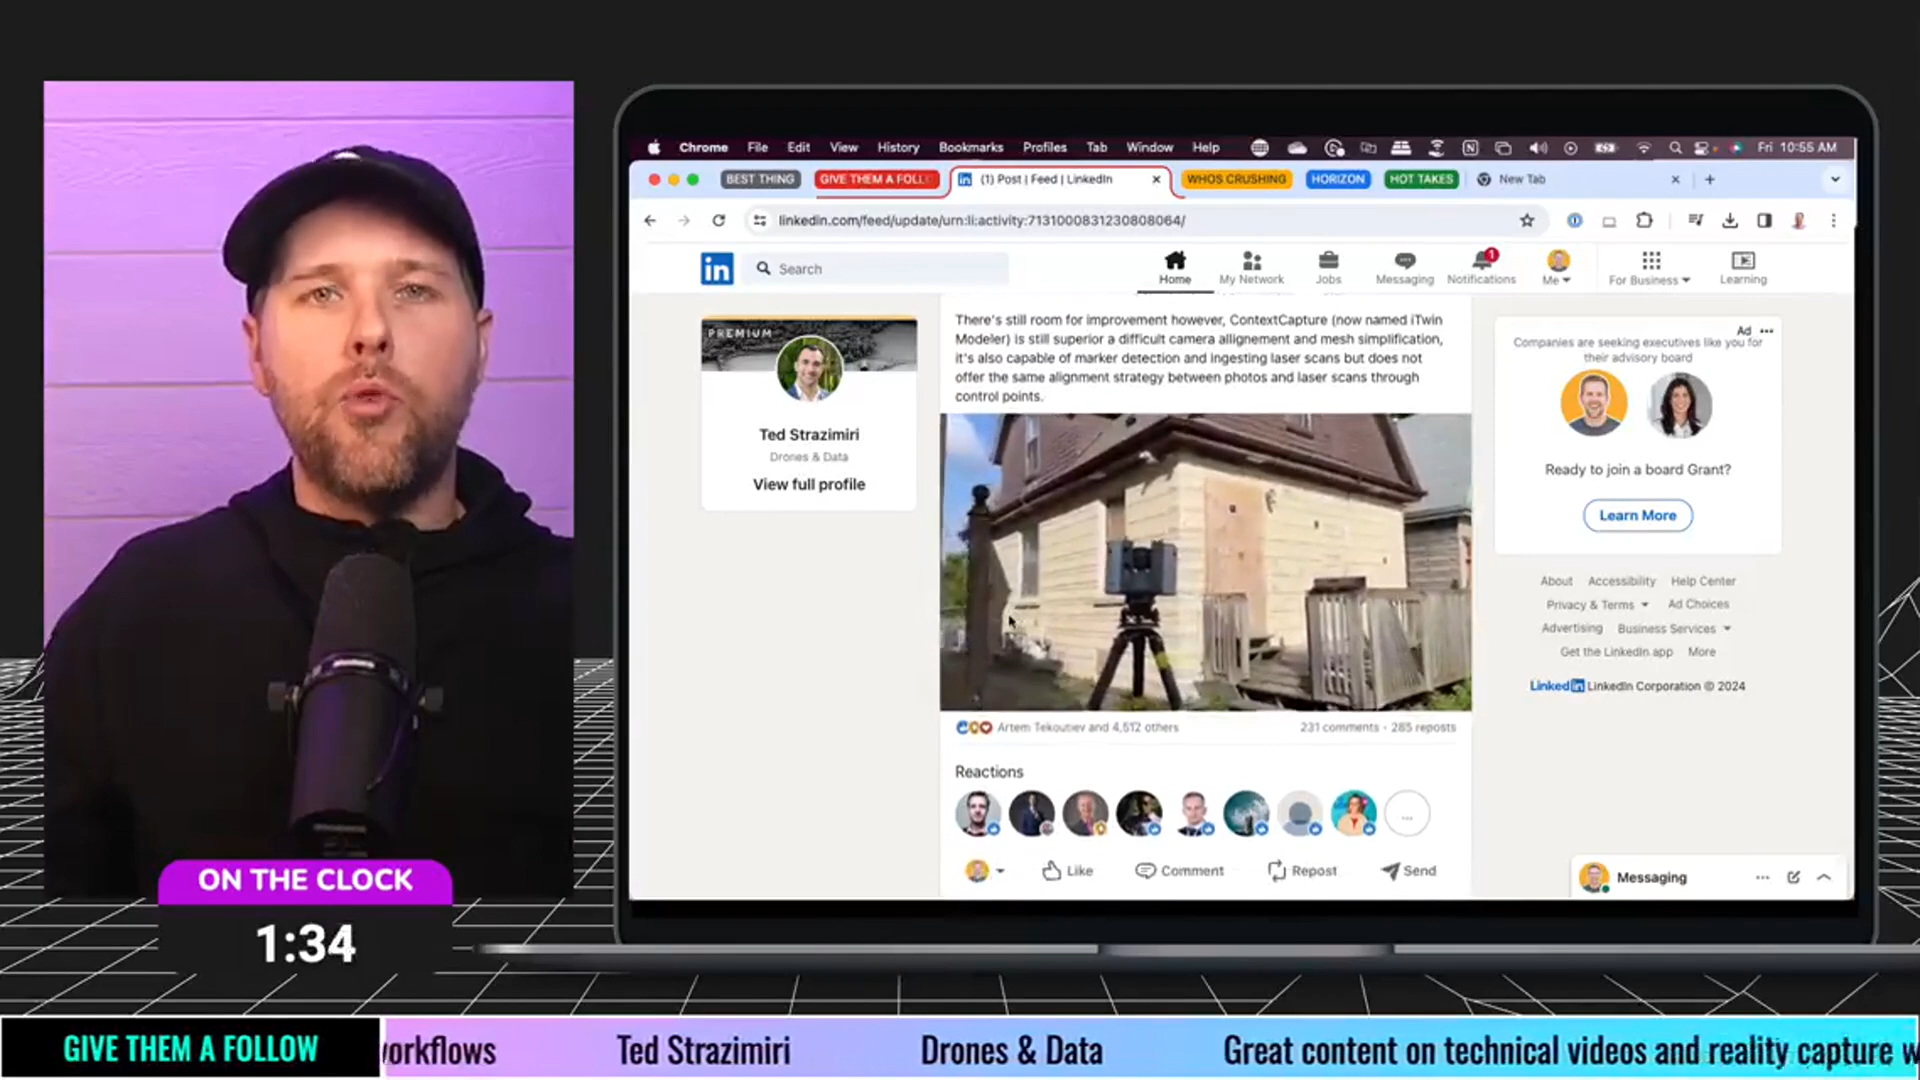 Chrome File Edit View History Bookmarks Profiles Tab Window Help Fri 10:55 AM
BEST THING GIVE THEM A FOLL (1) Post | Feed | LinkedIn WHOS CRUSHING HORIZON HOT TAKES New Tab
linkedin.com/feed/update/urn:li:activity:7131000831230808064/
in Search Home My Network Jobs Messaging 1 Notifications Me For Business Learning
PREMIUM
Ted Strazimiri
Drones & Data
View full profile
There's still room for improvement however, ContextCapture (now named iTwin
Modeler) is still superior a difficult camera allignement and mesh simplification,
it's also capable of marker detection and ingesting laser scans but does not
offer the same alignment strategy between photos and laser scans through
control points.
Artem Tekoutiev and 4,512 others 231 comments · 285 reposts
Reactions
Like Comment Repost Send
Ad
Companies are seeking executives like you for
their advisory board
Ready to join a board Grant?
Learn More
About Accessibility Help Center
Privacy & Terms Ad Choices
Advertising Business Services
Get the LinkedIn app More
LinkedIn LinkedIn Corporation © 2024
Messaging
ON THE CLOCK
1:34
GIVE THEM A FOLLOW
workflows Ted Strazimiri Drones & Data Great content on technical videos and reality capture w